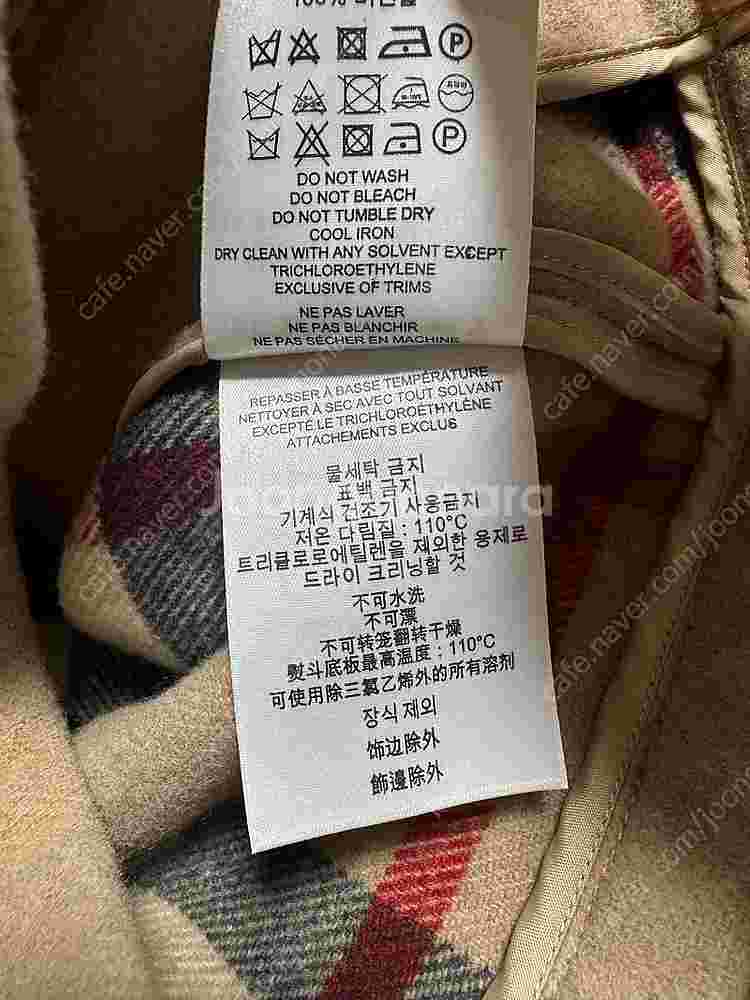 DO NOT WASH
DO NOT BLEACH
DO NOT TUMBLE DRY
COOL IRON
DRY CLEAN WITH ANY SOLVENT EXCEPT
TRICHLOROETHYLENE
EXCLUSIVE OF TRIMS
NE PAS LAVER
NE PAS BLANCHIR
NE PAS SÉCHER EN MACHINE
REPASSER À BASSE TEMPÉRATURE
NETTOYER À SEC AVEC TOUT SOLVANT
EXCEPTÉ LE TRICHLOROÉTHYLÈNE
ATTACHEMENTS EXCLUS
물세탁 금지
표백 금지
기계식 건조기 사용금지
저온 다림질 : 110°C
트리클로로에틸렌을 제외한 용제로
드라이 크리닝할 것
不可水洗
不可漂
不可转笼翻转干燥
熨斗底板最高温度：110°C
可使用除三氯乙烯外的所有溶剂
장식 제외
饰边除外
飾邊除外